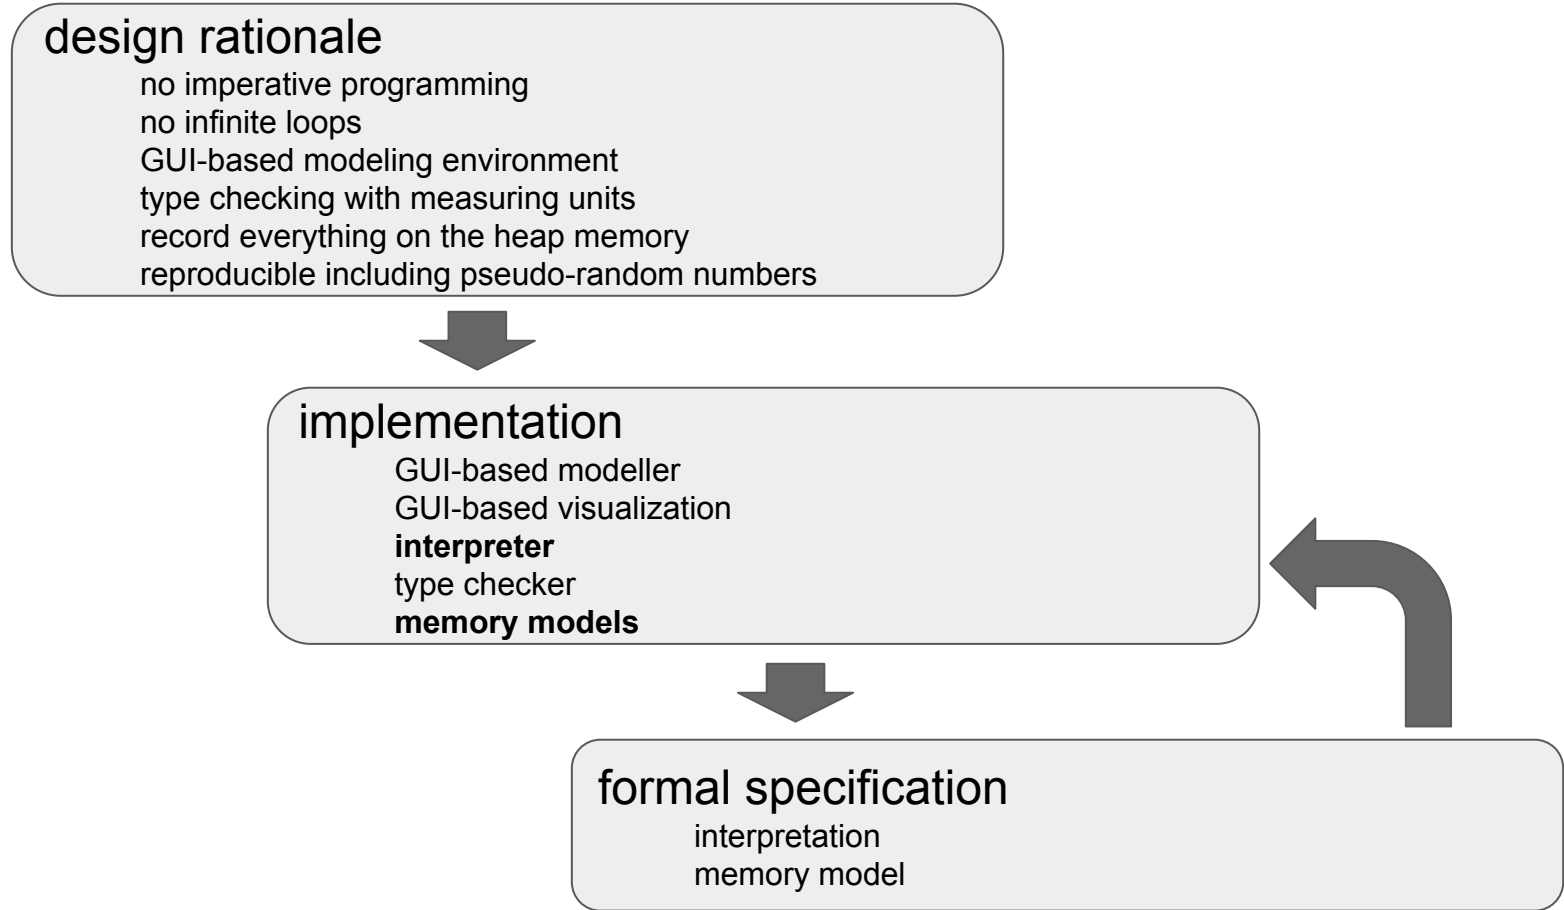 design rationale
no imperative programming
no infinite loops
GUI-based modeling environment
type checking with measuring units
record everything on the heap memory
reproducible including pseudo-random numbers
implementation
GUI-based modeller
GUI-based visualization
interpreter
type checker
memory models
formal specification
interpretation
memory model